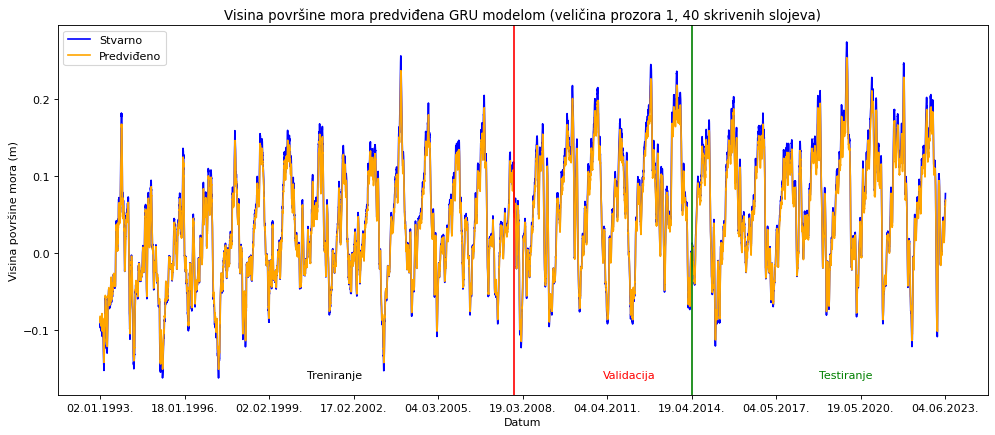 Visina površine mora predviđena GRU modelom (veličina prozora 1, 40 skrivenih slojeva)
Stvarno
Predviđeno
0.2
0.1
0.0
−0.1
Visina površine mora (m)
Treniranje
Validacija
Testiranje
02.01.1993.
18.01.1996.
02.02.1999.
17.02.2002.
04.03.2005.
19.03.2008.
04.04.2011.
19.04.2014.
04.05.2017.
19.05.2020.
04.06.2023.
Datum